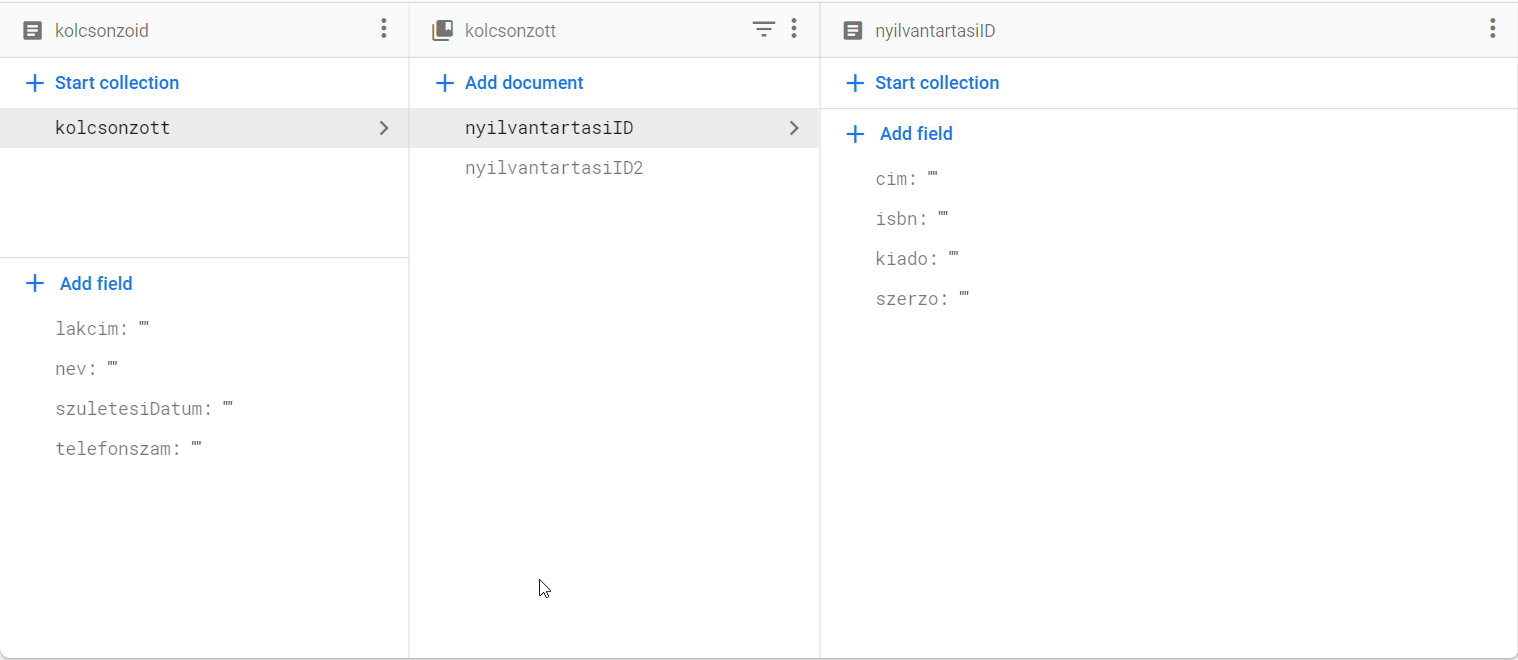 kolcsonzoid
Start collection
kolcsonzott
Add field
lakcim: ""
nev: ""
szuletesiDatum: ""
telefonszam: ""
kolcsonzott
Add document
nyilvantartasiID
nyilvantartasiID2
nyilvantartasiID
Start collection
Add field
cim: ""
isbn: ""
kiado: ""
szerzo: ""